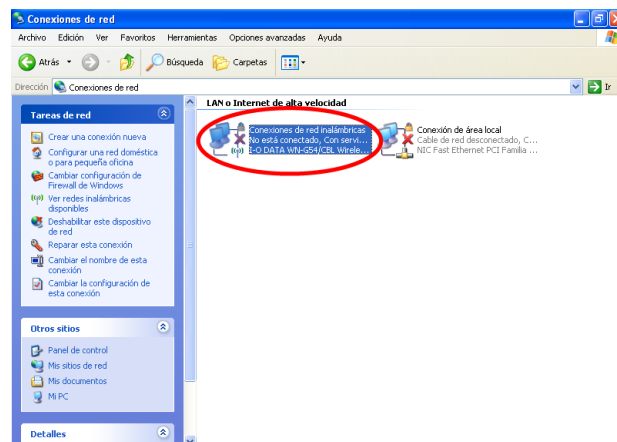 Conexiones de red
Archivo Edición Ver Favoritos Herramientas Opciones avanzadas Ayuda
Atrás Búsqueda Carpetas
Dirección Conexiones de red Ir
Tareas de red
Crear una conexión nueva
Configurar una red doméstica
o para pequeña oficina
Cambiar configuración de
Firewall de Windows
Ver redes inalámbricas
disponibles
Deshabilitar este dispositivo
de red
Reparar esta conexión
Cambiar el nombre de esta
conexión
Cambiar la configuración de
esta conexión
Otros sitios
Panel de control
Mis sitios de red
Mis documentos
Mi PC
Detalles
LAN o Internet de alta velocidad
Conexiones de red inalámbricas
No está conectado, Con servi...
I-O DATA WN-G54/CBL Wirele...
Conexión de área local
Cable de red desconectado, C...
NIC Fast Ethernet PCI Familia ...